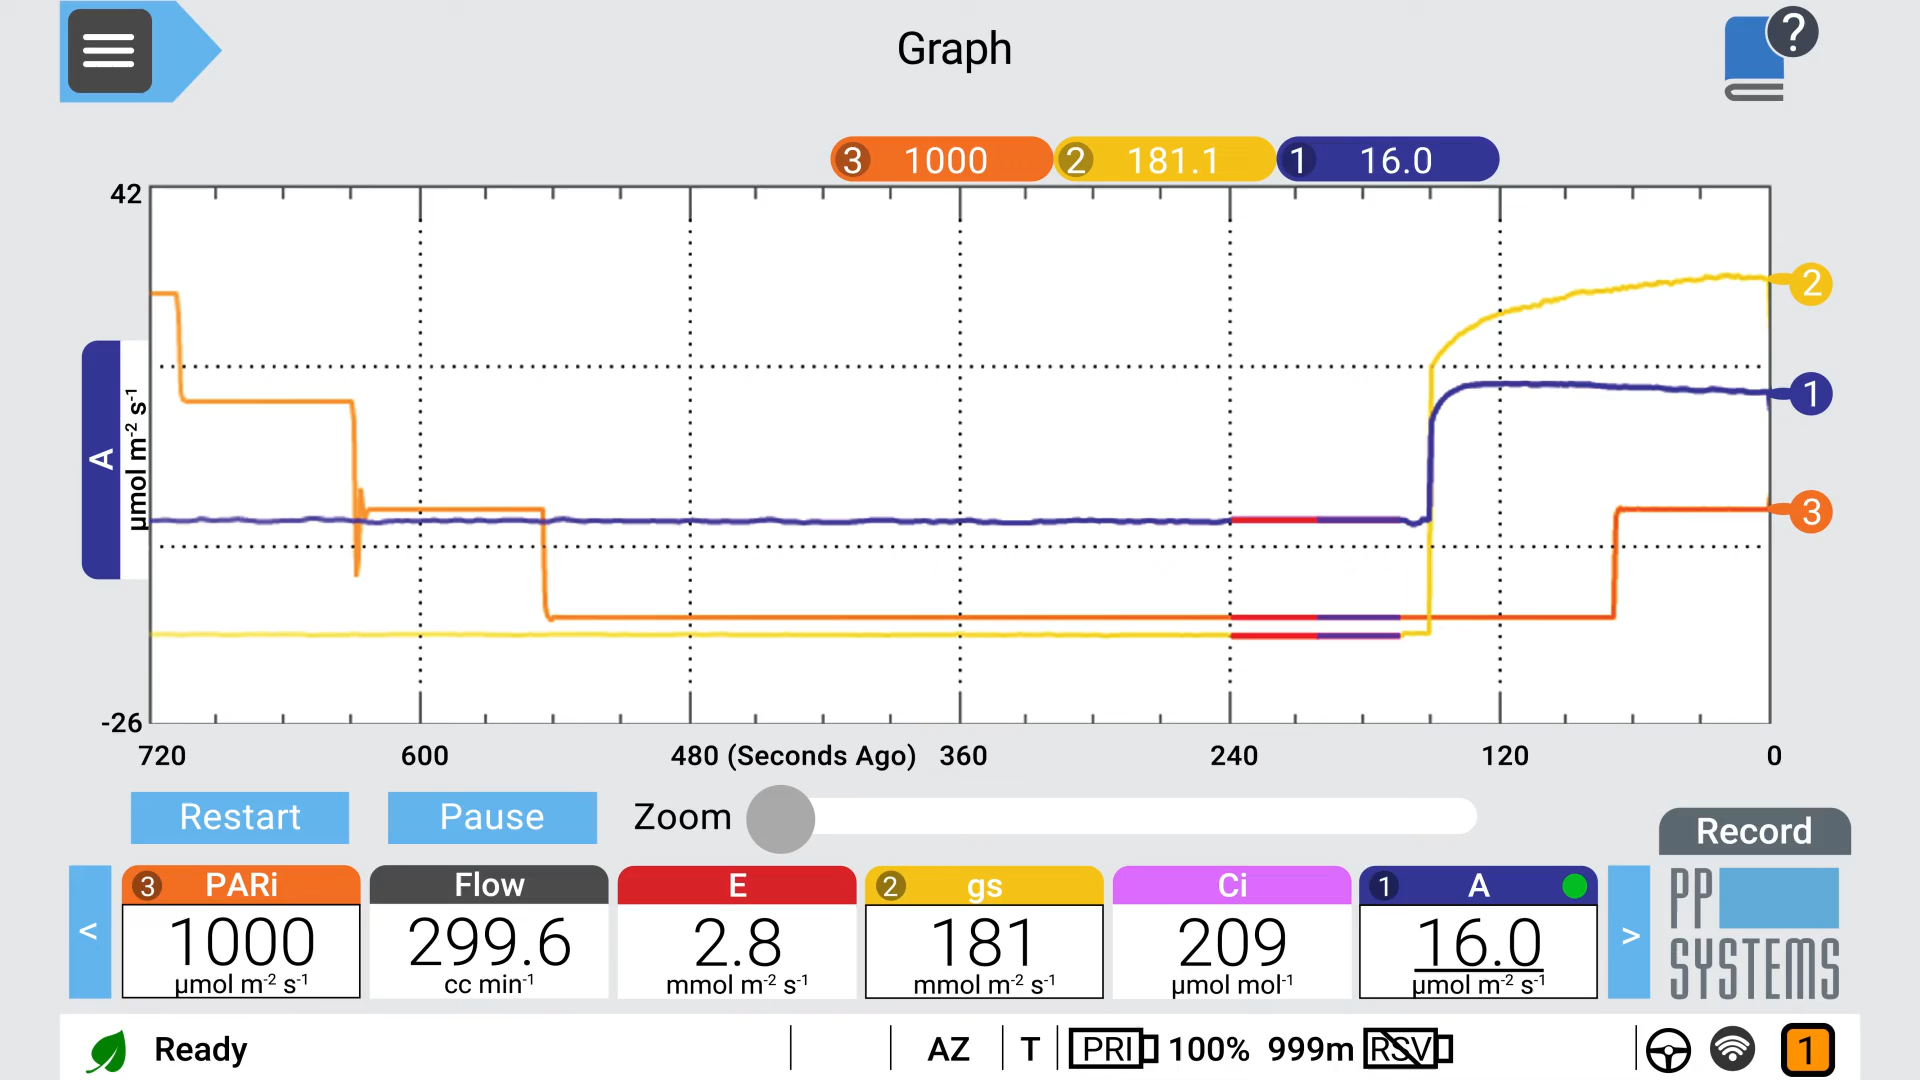 Graph
?
3 1000 2 181.1 1 16.0
42
2
1
A
µmol m-2 s-1
3
-26
720 600 480 (Seconds Ago) 360 240 120 0
Restart Pause Zoom
Record
3 PARi Flow E 2 gs Ci 1 A
< 1000 299.6 2.8 181 209 16.0 >
µmol m-2 s-1 cc min-1 mmol m-2 s-1 mmol m-2 s-1 µmol mol-1 µmol m-2 s-1
PP
SYSTEMS
Ready AZ T PRI 100% 999m RSV 1